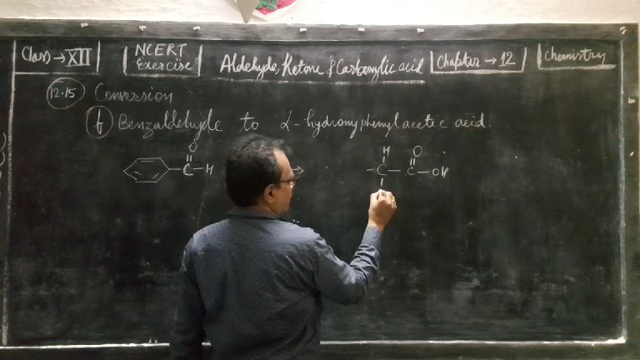 Class → XII
NCERT
Exercise
Aldehyde, Ketone & Carboxylic acid
Chapter → 12
Chemistry
12.15 Conversion
f Benzaldehyde to α-hydroxyphenylacetic acid.
O
C-H
H O
-C-C-OH